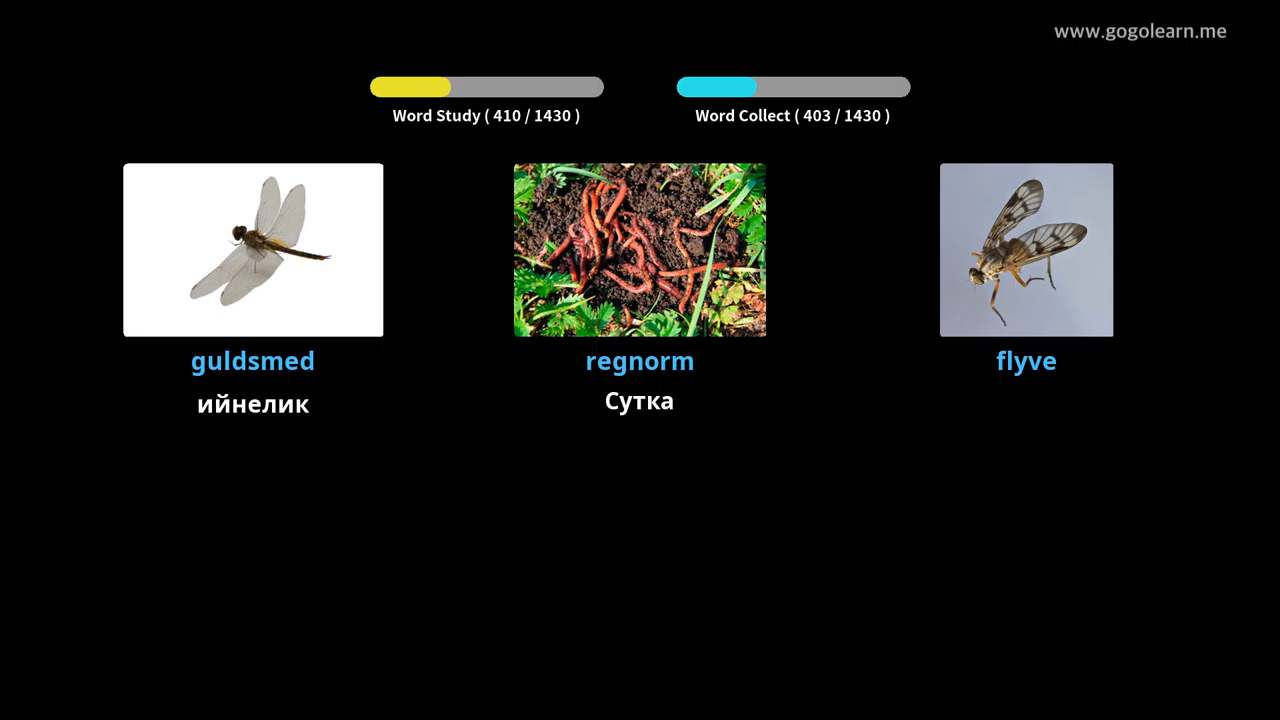 www.gogolearn.me
Word Study ( 410 / 1430 )
Word Collect ( 403 / 1430 )
guldsmed
regnorm
flyve
ийнелик
Сутка